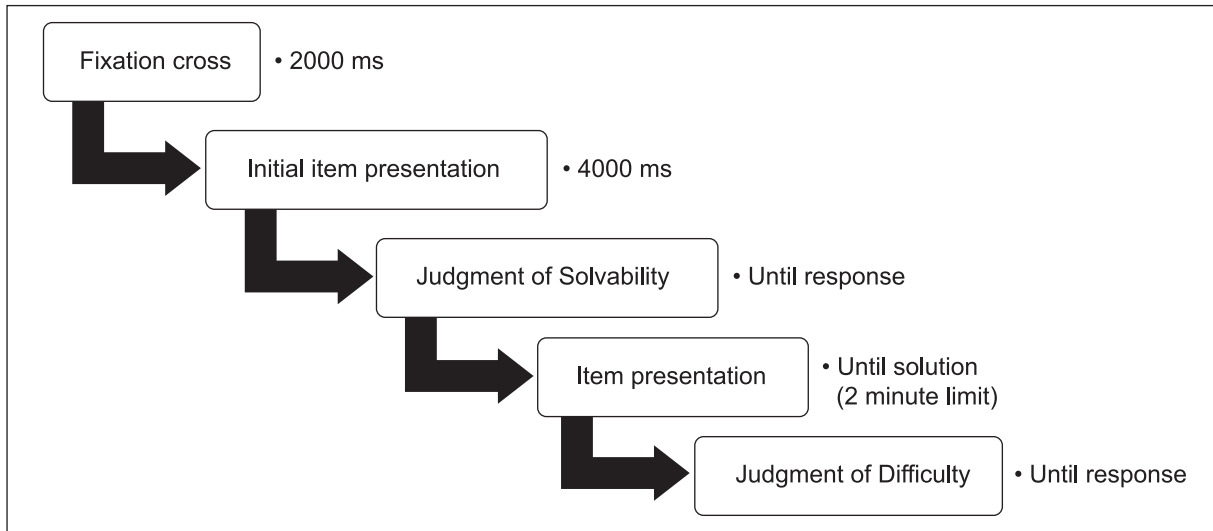 Fixation cross • 2000 ms
Initial item presentation • 4000 ms
Judgment of Solvability • Until response
Item presentation • Until solution
(2 minute limit)
Judgment of Difficulty • Until response